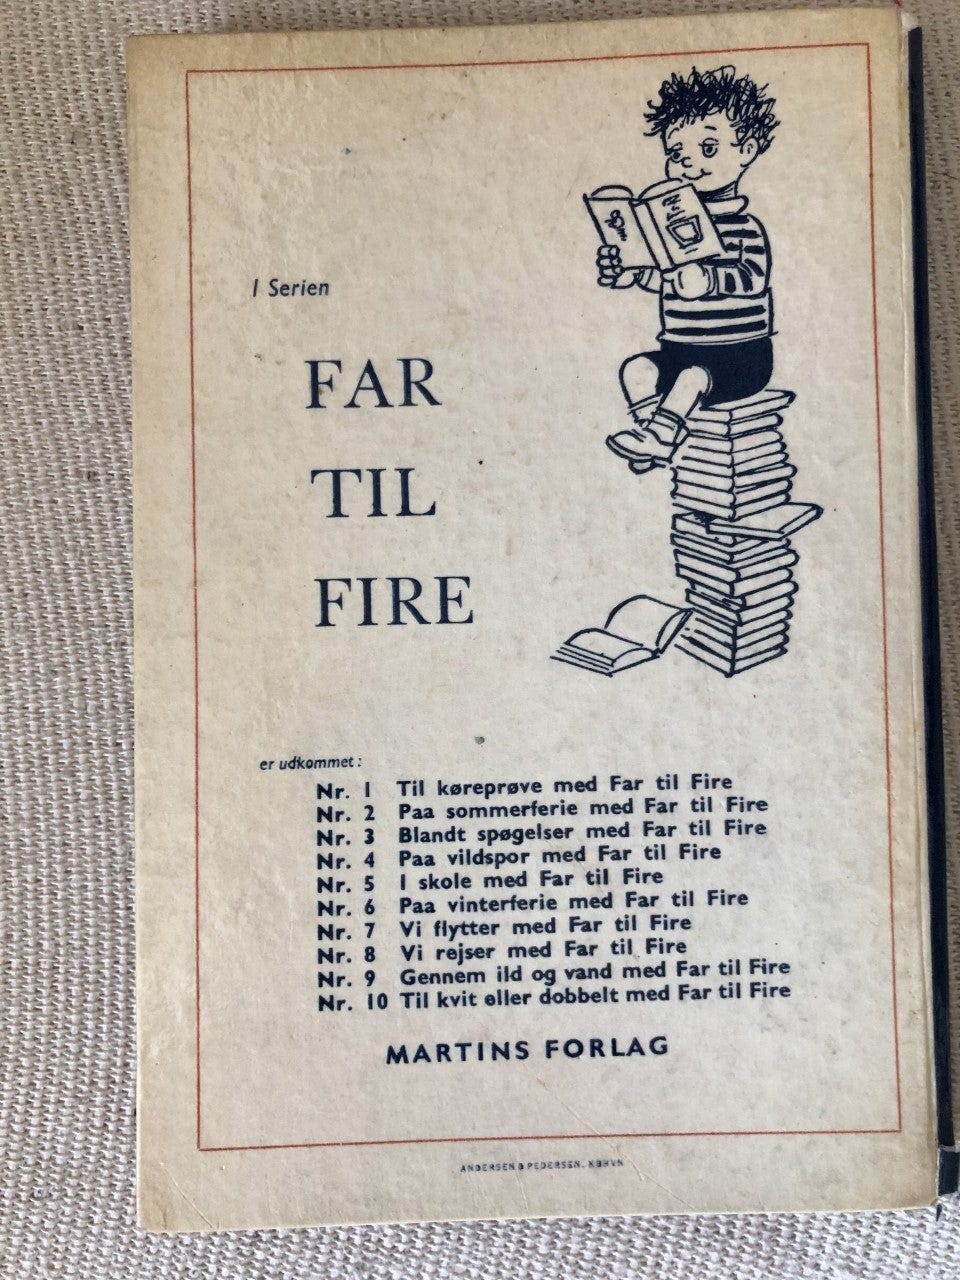 I Serien
FAR
TIL
FIRE
er udkommet:
Nr. 1 Til køreprøve med Far til Fire
Nr. 2 Paa sommerferie med Far til Fire
Nr. 3 Blandt spøgelser med Far til Fire
Nr. 4 Paa vildspor med Far til Fire
Nr. 5 I skole med Far til Fire
Nr. 6 Paa vinterferie med Far til Fire
Nr. 7 Vi flytter med Far til Fire
Nr. 8 Vi rejser med Far til Fire
Nr. 9 Gennem ild og vand med Far til Fire
Nr. 10 Til kvit eller dobbelt med Far til Fire
MARTINS FORLAG
ANDERSEN & PEDERSEN. KBHVN